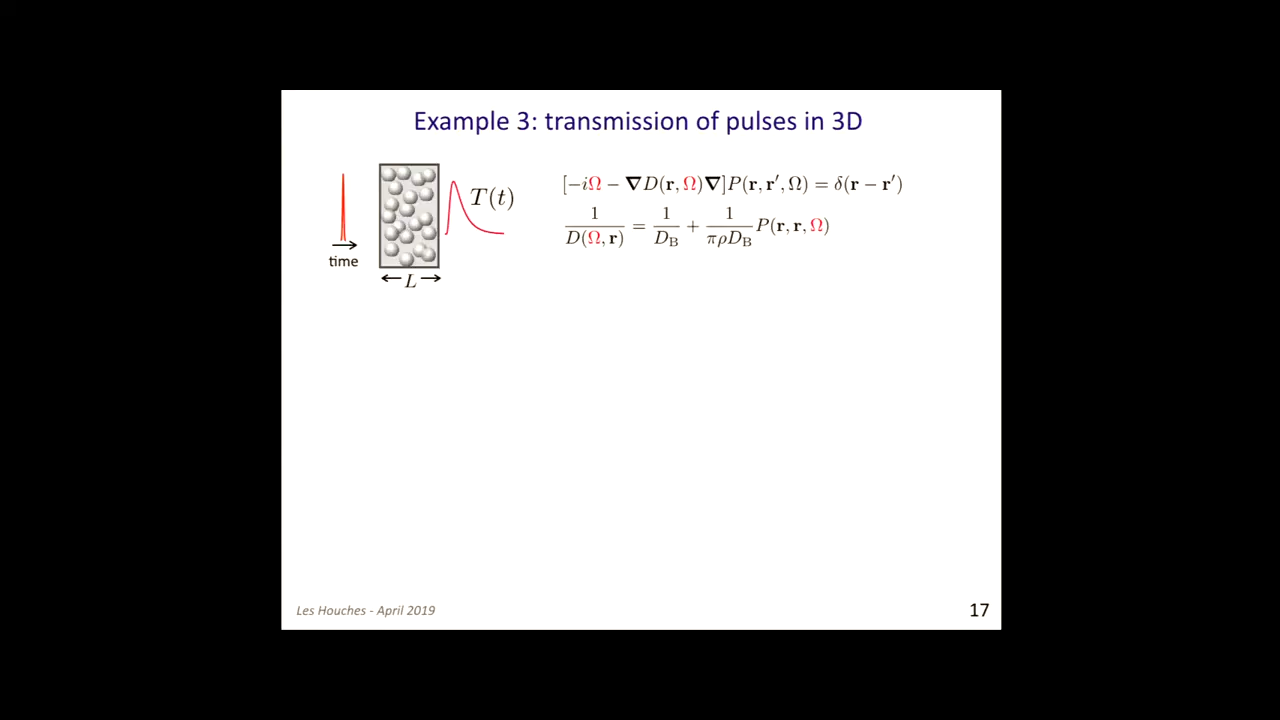 Example 3: transmission of pulses in 3D
T(t)
time
L
[−iΩ − ∇D(r, Ω)∇]P(r, r′, Ω) = δ(r − r′)
1/D(Ω, r) = 1/D_B + 1/(πρD_B) P(r, r, Ω)
Les Houches - April 2019
17